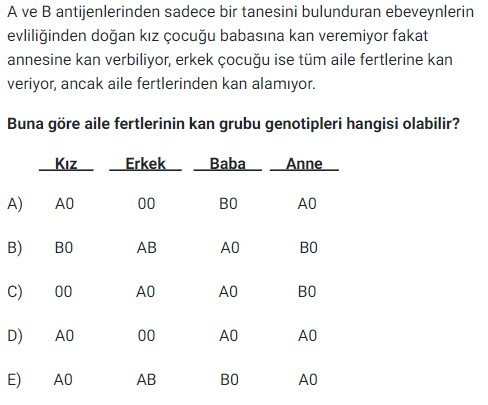 A ve B antijenlerinden sadece bir tanesini bulunduran ebeveynlerin
evliliğinden doğan kız çocuğu babasına kan veremiyor fakat
annesine kan verbiliyor, erkek çocuğu ise tüm aile fertlerine kan
veriyor, ancak aile fertlerinden kan alamıyor.
Buna göre aile fertlerinin kan grubu genotipleri hangisi olabilir?
Kız Erkek Baba Anne
A) A0 00 B0 A0
B) B0 AB A0 B0
C) 00 A0 A0 B0
D) A0 00 A0 A0
E) A0 AB B0 A0